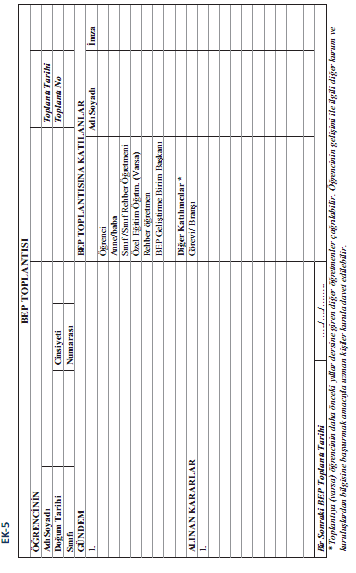 EK-5
BEP TOPLANTISI
ÖĞRENCİNİN
Adı Soyadı Toplantı Tarihi
Doğum Tarihi Cinsiyeti Toplantı No
Sınıfı Numarası
GÜNDEM BEP TOPLANTISINA KATILANLAR
1. Adı Soyadı İmza
Öğrenci
Anne/baba
Sınıf /Sınıf Rehber Öğretmeni
Özel Eğitim Öğrtm. (Varsa)
Rehber öğretmen
BEP Geliştirme Birim Başkanı
Diğer Katılımcılar *
ALINAN KARARLAR Görevi/ Branşı
1.
Bir Sonraki BEP Toplantı Tarihi …/…/………
* Toplantıya (varsa) öğrencinin daha önceki yıllar dersine giren diğer öğretmenler çağrılabilir. Öğrencinin gelişimi ile ilgili diğer kurum ve
kuruluşlardan bilgisine başvurmak amacıyla uzman kişiler kurula davet edilebilir.